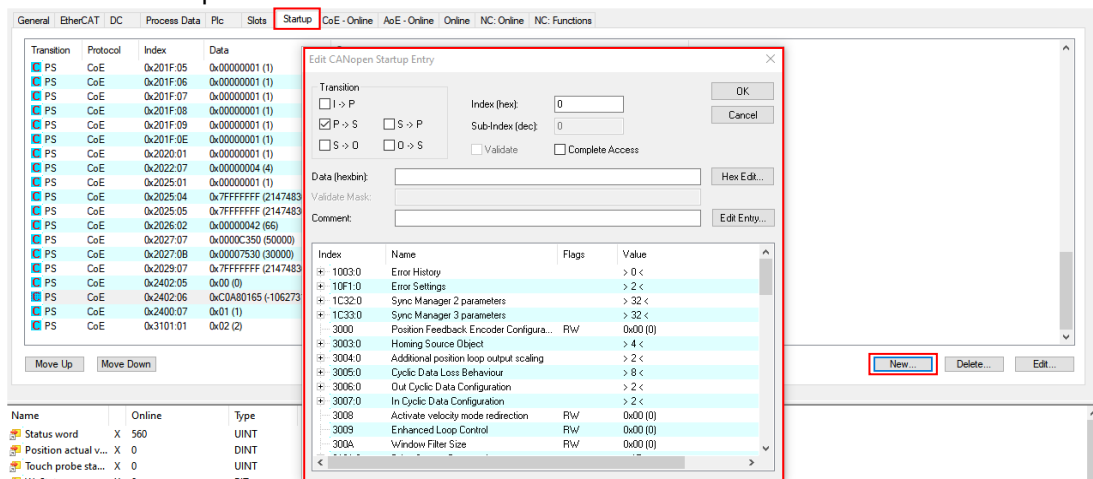 General EtherCAT DC Process Data Plc Slots Startup CoE - Online AoE - Online Online NC: Online NC: Functions
Transition Protocol Index Data
C PS CoE 0x201F:05 0x00000001 (1)
C PS CoE 0x201F:06 0x00000001 (1)
C PS CoE 0x201F:07 0x00000001 (1)
C PS CoE 0x201F:08 0x00000001 (1)
C PS CoE 0x201F:09 0x00000001 (1)
C PS CoE 0x201F:0E 0x00000001 (1)
C PS CoE 0x2020:01 0x00000001 (1)
C PS CoE 0x2022:07 0x00000004 (4)
C PS CoE 0x2025:01 0x00000001 (1)
C PS CoE 0x2025:04 0x7FFFFFFF (2147483
C PS CoE 0x2025:05 0x7FFFFFFF (2147483
C PS CoE 0x2026:02 0x00000042 (66)
C PS CoE 0x2027:07 0x0000C350 (50000)
C PS CoE 0x2027:0B 0x00007530 (30000)
C PS CoE 0x2029:07 0x7FFFFFFF (2147483
C PS CoE 0x2402:05 0x00 (0)
C PS CoE 0x2402:06 0xC0A80165 (-106273
C PS CoE 0x2400:07 0x01 (1)
C PS CoE 0x3101:01 0x02 (2)
Move Up Move Down
New... Delete... Edit...
Edit CANopen Startup Entry
Transition
I -> P
P -> S S -> P
S -> O O -> S
Index (hex): 0
Sub-Index (dec): 0
Validate Complete Access
OK
Cancel
Data (hexbin): Hex Edit...
Validate Mask:
Comment: Edit Entry...
Index Name Flags Value
1003:0 Error History > 0 <
10F1:0 Error Settings > 2 <
1C32:0 Sync Manager 2 parameters > 32 <
1C33:0 Sync Manager 3 parameters > 32 <
3000 Position Feedback Encoder Configura... RW 0x00 (0)
3003:0 Homing Source Object > 4 <
3004:0 Additional position loop output scaling > 2 <
3005:0 Cyclic Data Loss Behaviour > 8 <
3006:0 Out Cyclic Data Configuration > 2 <
3007:0 In Cyclic Data Configuration > 2 <
3008 Activate velocity mode redirection RW 0x00 (0)
3009 Enhanced Loop Control RW 0x00 (0)
300A Window Filter Size RW 0x00 (0)
Name Online Type
Status word X 560 UINT
Position actual v... X 0 DINT
Touch probe sta... X 0 UINT